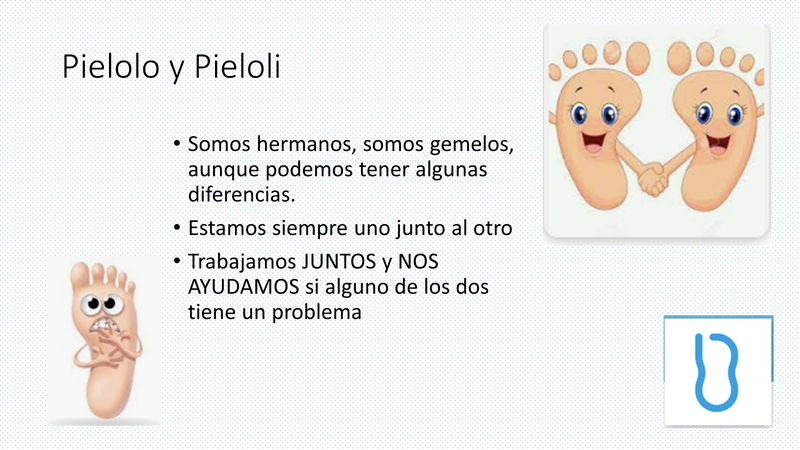 Pielolo y Pieloli
• Somos hermanos, somos gemelos,
aunque podemos tener algunas
diferencias.
• Estamos siempre uno junto al otro
• Trabajamos JUNTOS y NOS
AYUDAMOS si alguno de los dos
tiene un problema